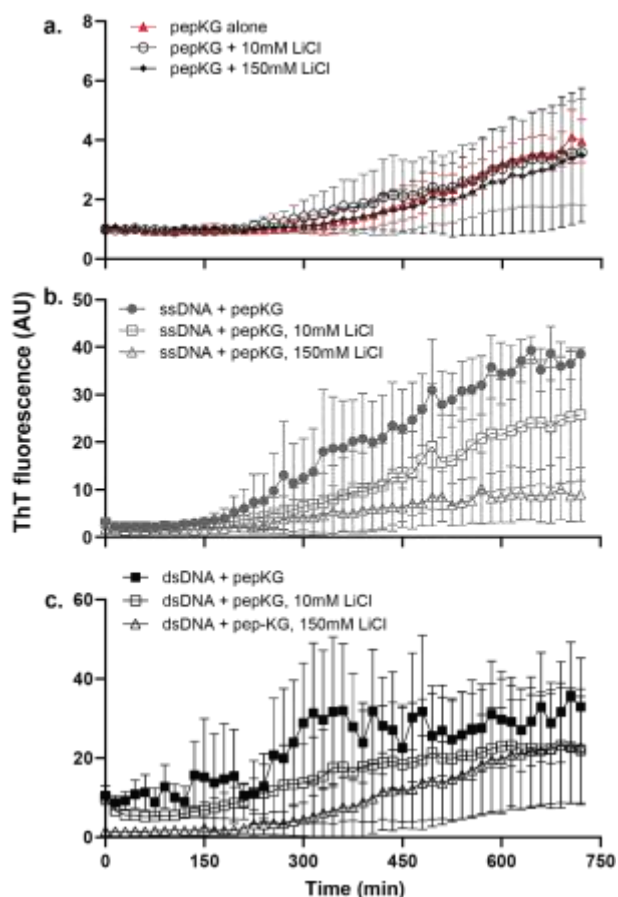 a.
pepKG alone
pepKG + 10mM LiCl
pepKG + 150mM LiCl
8
6
4
2
0
b.
ssDNA + pepKG
ssDNA + pepKG, 10mM LiCl
ssDNA + pepKG, 150mM LiCl
50
40
30
20
10
0
ThT fluorescence (AU)
c.
dsDNA + pepKG
dsDNA + pepKG, 10mM LiCl
dsDNA + pep-KG, 150mM LiCl
60
40
20
0
0 150 300 450 600 750
Time (min)